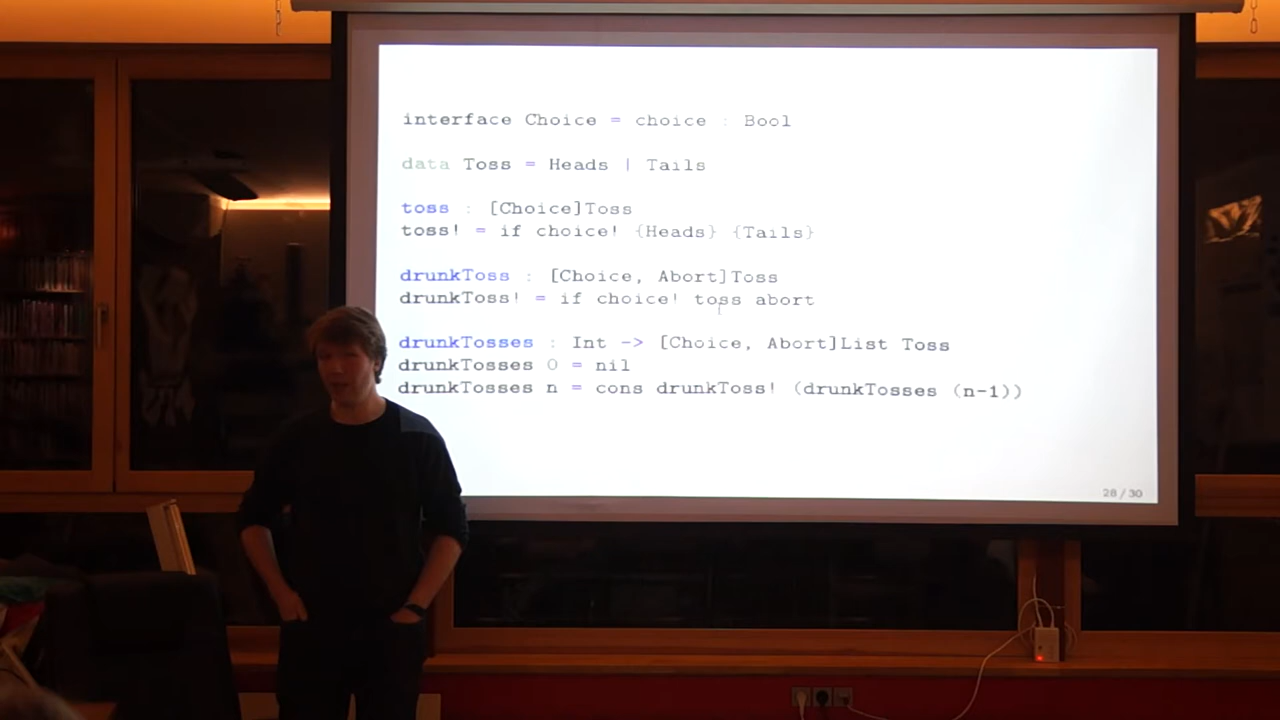 interface Choice = choice : Bool
data Toss = Heads | Tails
toss : [Choice]Toss
toss! = if choice! {Heads} {Tails}
drunkToss : [Choice, Abort]Toss
drunkToss! = if choice! toss abort
drunkTosses : Int -> [Choice, Abort]List Toss
drunkTosses 0 = nil
drunkTosses n = cons drunkToss! (drunkTosses (n-1))
28 / 30